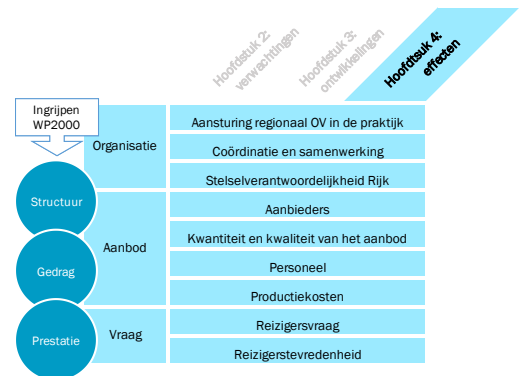 Hoofdstuk 2:
verwachtingen
Hoofdstuk 3:
ontwikkelingen
Hoofdtsuk 4:
effecten
Ingrijpen
WP2000
Structuur
Gedrag
Prestatie
Organisatie
Aansturing regionaal OV in de praktijk
Coördinatie en samenwerking
Stelselverantwoordelijkheid Rijk
Aanbod
Aanbieders
Kwantiteit en kwaliteit van het aanbod
Personeel
Productiekosten
Vraag
Reizigersvraag
Reizigerstevredenheid